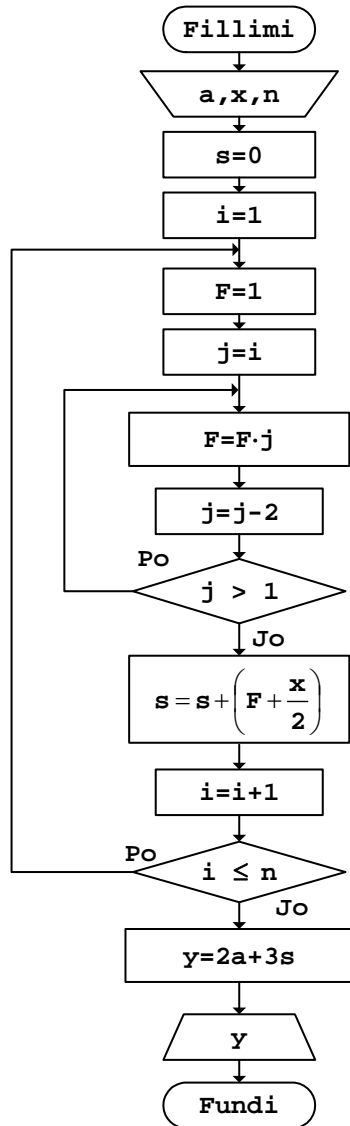 Fillimi
a,x,n
s=0
i=1
F=1
j=i
F=F·j
j=j-2
Po
j > 1
Jo
s = s + (F + x/2)
i=i+1
Po
i ≤ n
Jo
y=2a+3s
y
Fundi